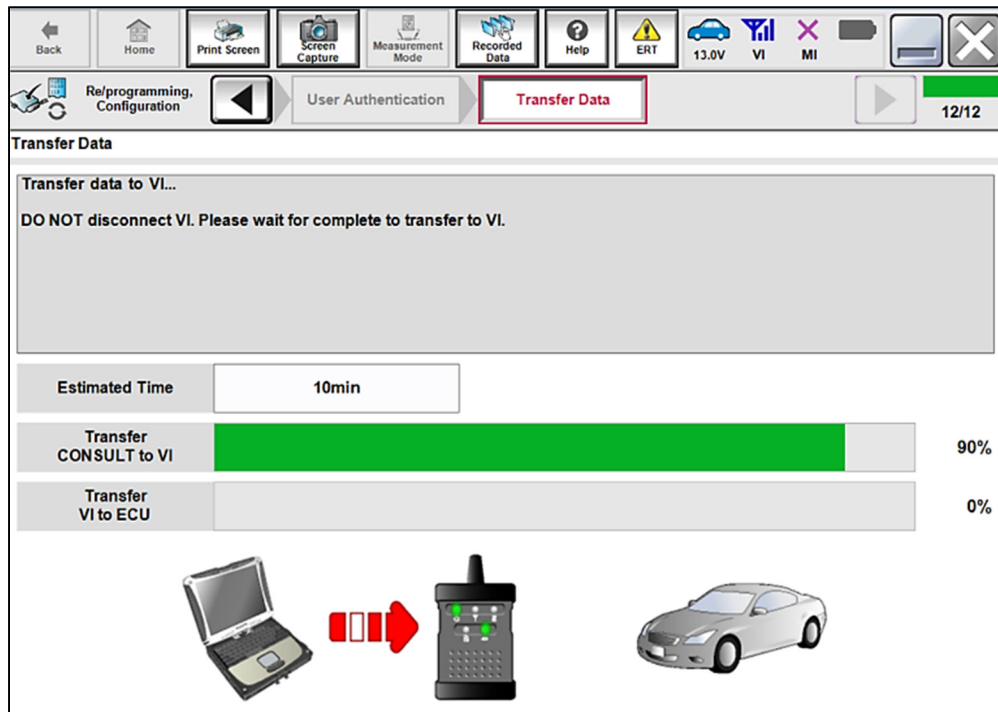 Back
Home
Print Screen
Screen
Capture
Measurement
Mode
Recorded
Data
Help
ERT
13.0V
VI
MI
Re/programming,
Configuration
User Authentication
Transfer Data
12/12
Transfer Data
Transfer data to VI...
DO NOT disconnect VI. Please wait for complete to transfer to VI.
Estimated Time
10min
Transfer
CONSULT to VI
90%
Transfer
VI to ECU
0%